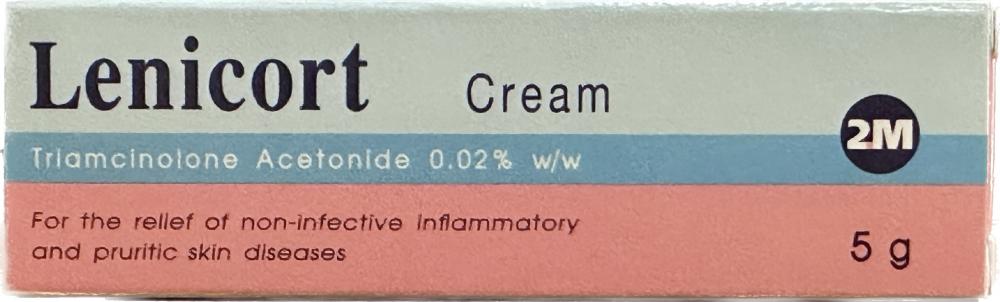 Lenicort Cream
2M
Triamcinolone Acetonide 0.02% w/w
For the relief of non-infective inflammatory
and pruritic skin diseases
5 g